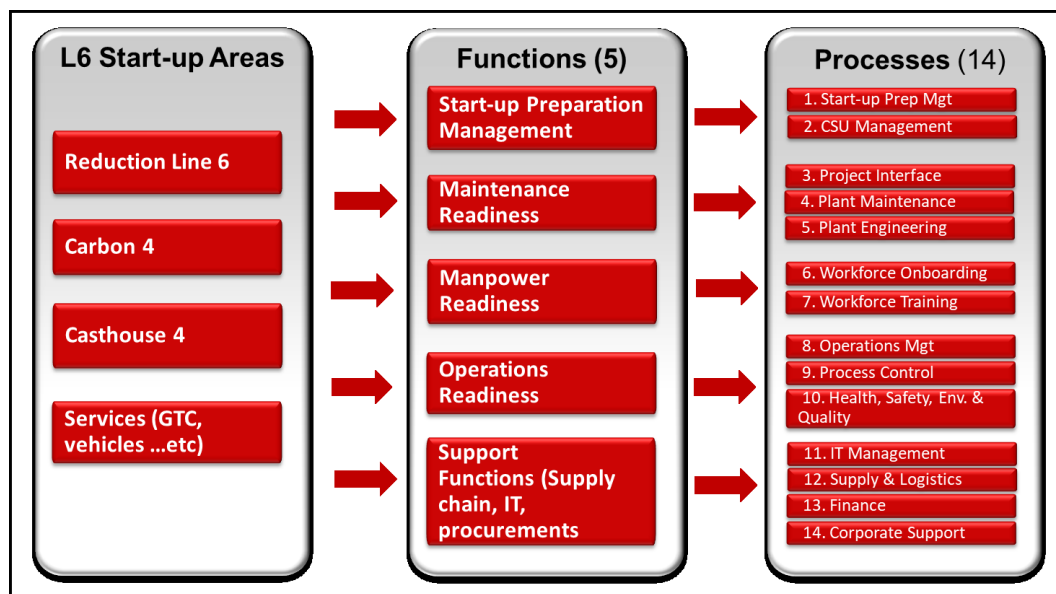 L6 Start-up Areas
Reduction Line 6
Carbon 4
Casthouse 4
Services (GTC,
vehicles ...etc)
Functions (5)
Start-up Preparation
Management
Maintenance
Readiness
Manpower
Readiness
Operations
Readiness
Support
Functions (Supply
chain, IT,
procurements
Processes (14)
1. Start-up Prep Mgt
2. CSU Management
3. Project Interface
4. Plant Maintenance
5. Plant Engineering
6. Workforce Onboarding
7. Workforce Training
8. Operations Mgt
9. Process Control
10. Health, Safety, Env. &
Quality
11. IT Management
12. Supply & Logistics
13. Finance
14. Corporate Support